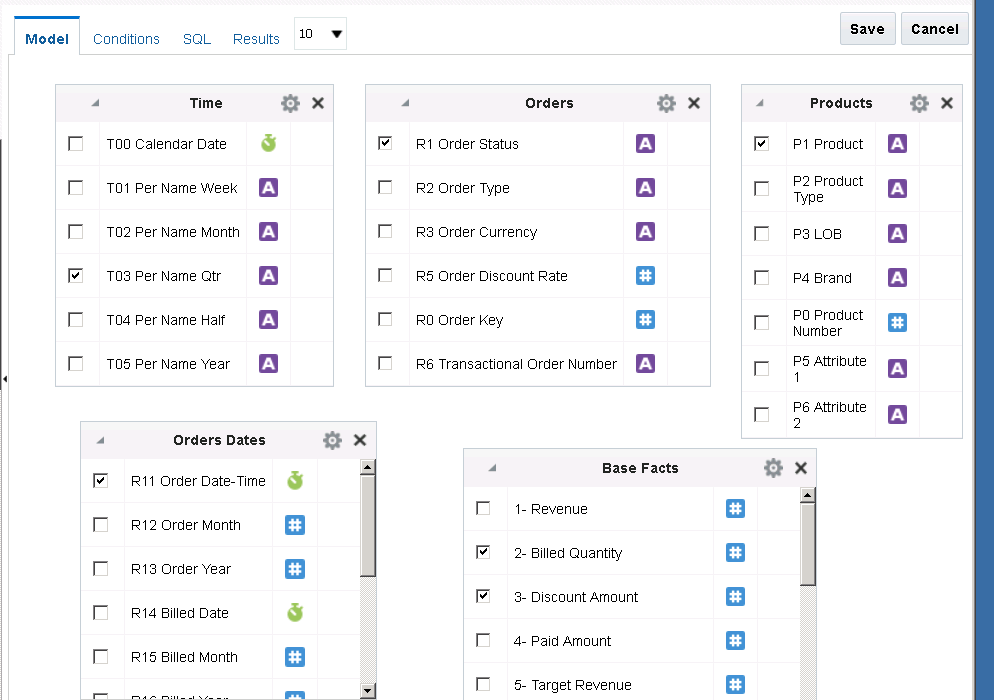 Model
Conditions
SQL
Results
10
Save
Cancel
Time
T00 Calendar Date
T01 Per Name Week
A
T02 Per Name Month
A
T03 Per Name Qtr
A
T04 Per Name Half
A
T05 Per Name Year
A
Orders
R1 Order Status
A
R2 Order Type
A
R3 Order Currency
A
R5 Order Discount Rate
#
R0 Order Key
#
R6 Transactional Order Number
A
Products
P1 Product
A
P2 Product
Type
A
P3 LOB
A
P4 Brand
A
P0 Product
Number
#
P5 Attribute
1
A
P6 Attribute
2
A
Orders Dates
R11 Order Date-Time
R12 Order Month
#
R13 Order Year
#
R14 Billed Date
R15 Billed Month
#
R16 Billed Year
Base Facts
1- Revenue
#
2- Billed Quantity
#
3- Discount Amount
#
4- Paid Amount
#
5- Target Revenue
#